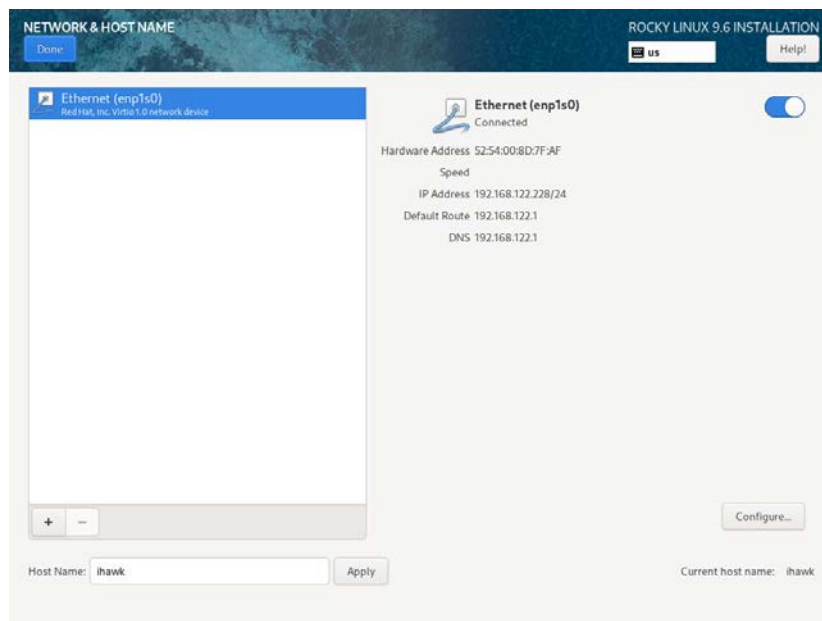 NETWORK & HOST NAME
ROCKY LINUX 9.6 INSTALLATION
Done
us
Help!
Ethernet (enp1s0)
Red Hat, Inc. Virtio 1.0 network device
Ethernet (enp1s0)
Connected
Hardware Address 52:54:00:8D:7F:AF
Speed
IP Address 192.168.122.228/24
Default Route 192.168.122.1
DNS 192.168.122.1
+ −
Configure...
Host Name: ihawk Apply
Current host name: ihawk